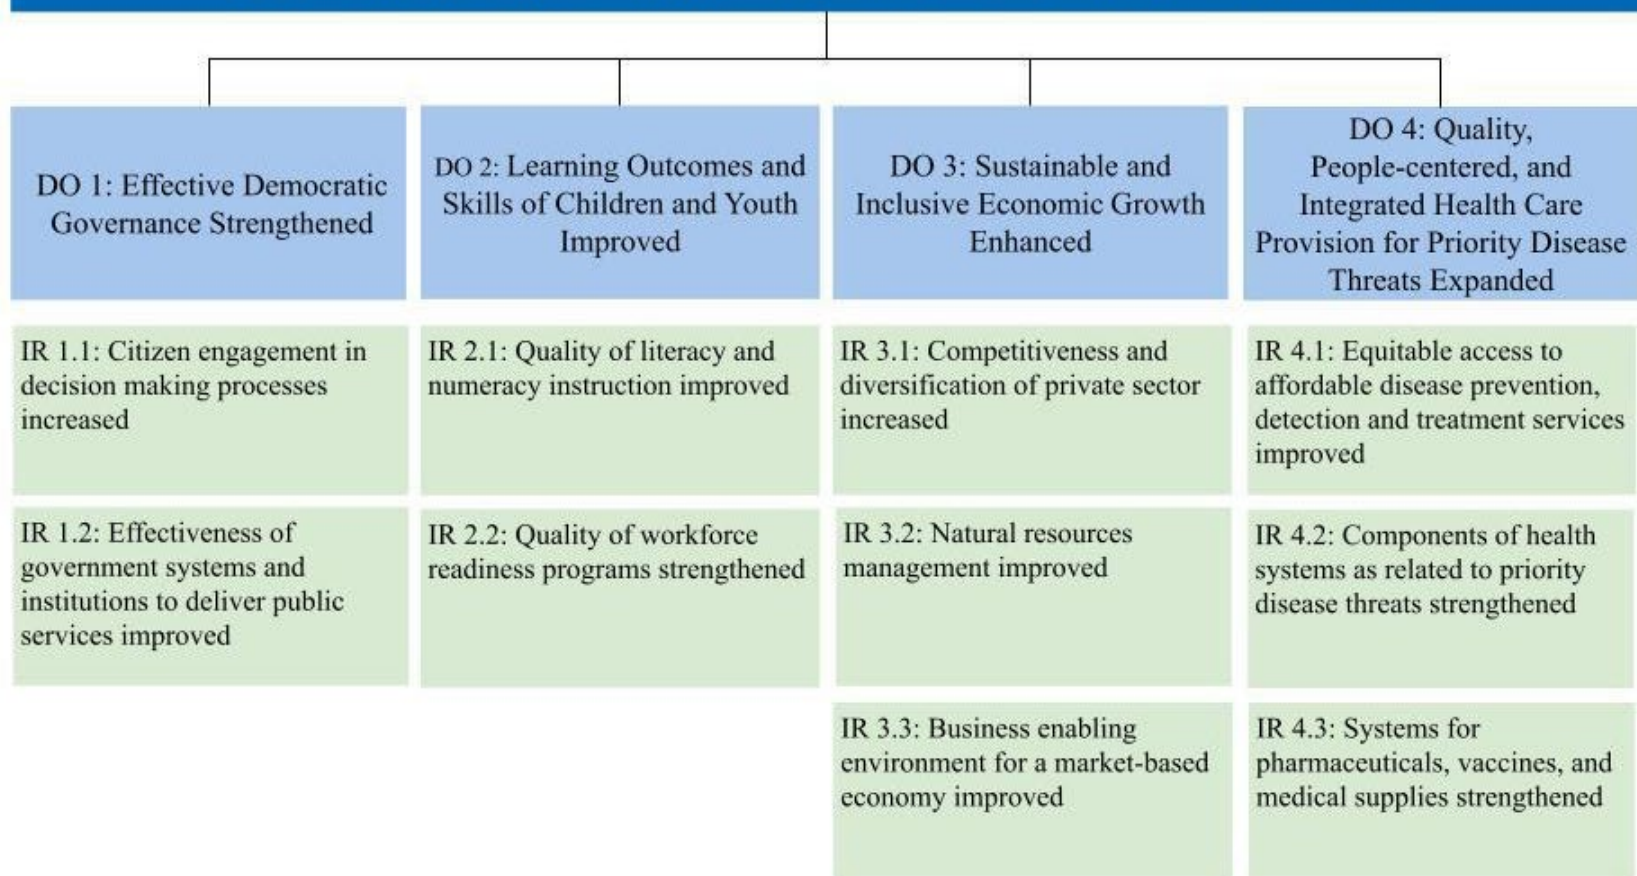 DO 1: Effective Democratic
Governance Strengthened
DO 2: Learning Outcomes and
Skills of Children and Youth
Improved
DO 3: Sustainable and
Inclusive Economic Growth
Enhanced
DO 4: Quality,
People-centered, and
Integrated Health Care
Provision for Priority Disease
Threats Expanded
IR 1.1: Citizen engagement in
decision making processes
increased
IR 2.1: Quality of literacy and
numeracy instruction improved
IR 3.1: Competitiveness and
diversification of private sector
increased
IR 4.1: Equitable access to
affordable disease prevention,
detection and treatment services
improved
IR 1.2: Effectiveness of
government systems and
institutions to deliver public
services improved
IR 2.2: Quality of workforce
readiness programs strengthened
IR 3.2: Natural resources
management improved
IR 4.2: Components of health
systems as related to priority
disease threats strengthened
IR 3.3: Business enabling
environment for a market-based
economy improved
IR 4.3: Systems for
pharmaceuticals, vaccines, and
medical supplies strengthened